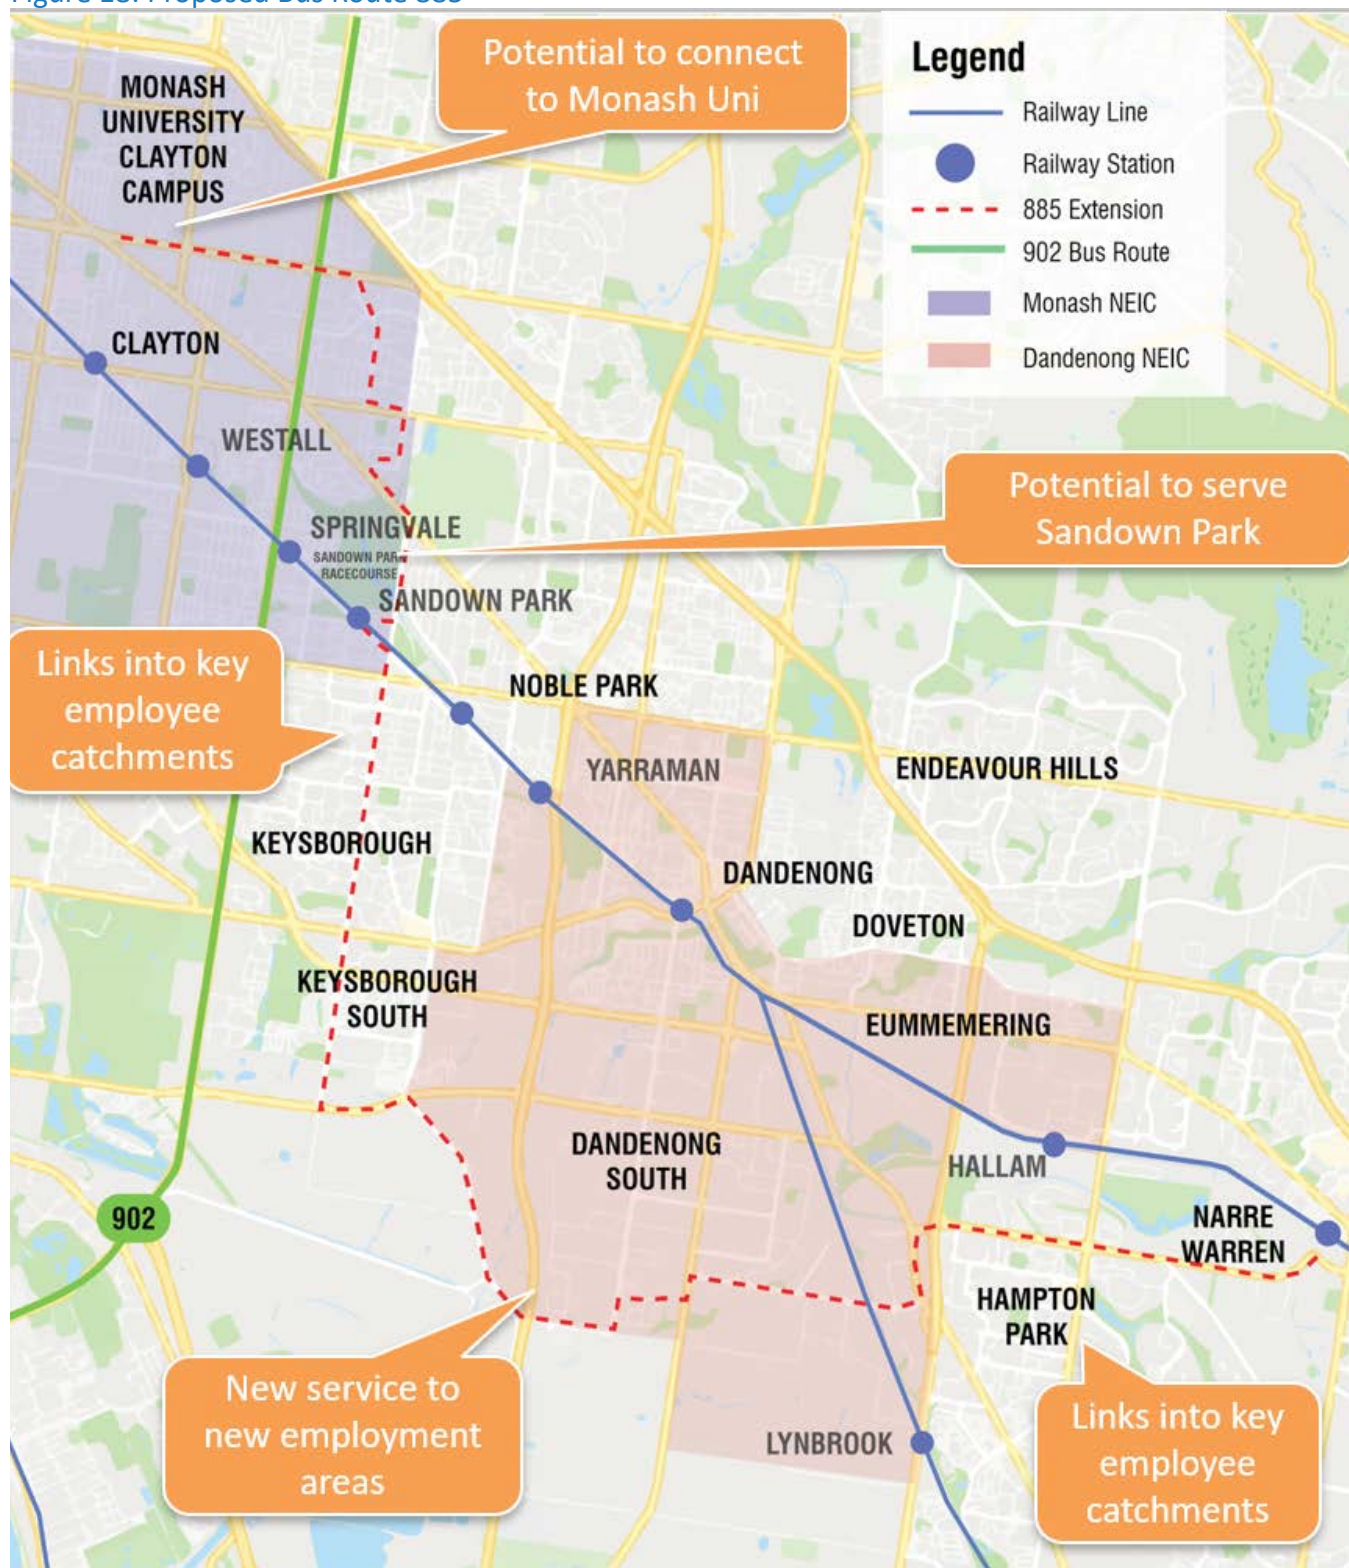 MONASH
UNIVERSITY
CLAYTON
CAMPUS
Potential to connect
to Monash Uni
Legend
Railway Line
Railway Station
885 Extension
902 Bus Route
Monash NEIC
Dandenong NEIC
CLAYTON
WESTALL
Potential to serve
Sandown Park
SPRINGVALE
SANDOWN PARK
RACECOURSE
SANDOWN PARK
Links into key
employee
catchments
NOBLE PARK
YARRAMAN
ENDEAVOUR HILLS
KEYSBOROUGH
DANDENONG
DOVETON
KEYSBOROUGH
SOUTH
EUMMEMERING
DANDENONG
SOUTH
HALLAM
902
NARRE
WARREN
HAMPTON
PARK
New service to
new employment
areas
LYNBROOK
Links into key
employee
catchments